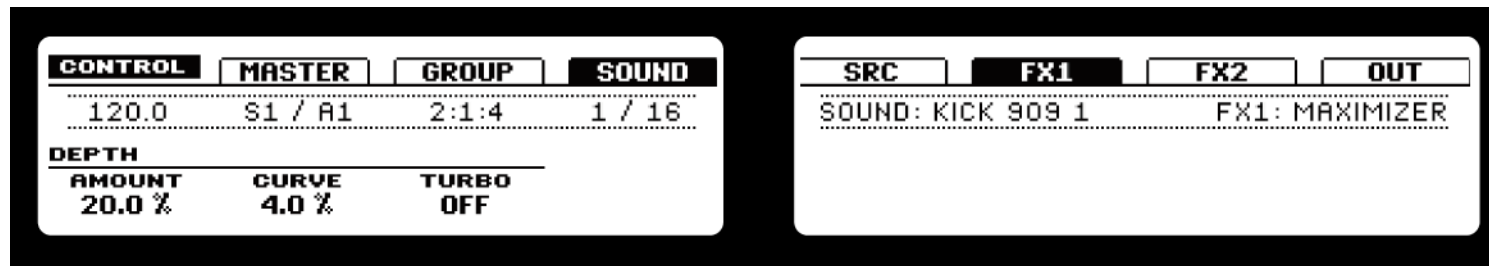 CONTROL MASTER GROUP SOUND
120.0 S1 / A1 2:1:4 1 / 16
DEPTH
AMOUNT CURVE TURBO
20.0 % 4.0 % OFF
SRC FX1 FX2 OUT
SOUND: KICK 909 1 FX1: MAXIMIZER